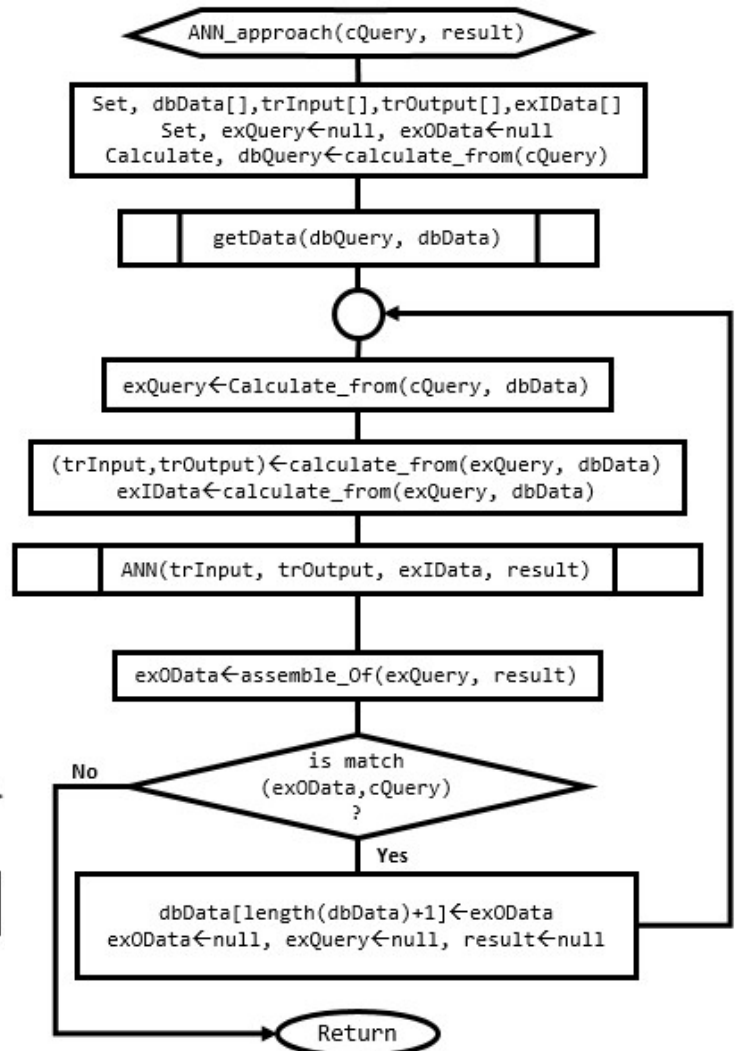 ANN_approach(cQuery, result)
Set, dbData[],trInput[],trOutput[],exIData[]
Set, exQuery←null, exOData←null
Calculate, dbQuery←calculate_from(cQuery)
getData(dbQuery, dbData)
exQuery←Calculate_from(cQuery, dbData)
(trInput,trOutput)←calculate_from(exQuery, dbData)
exIData←calculate_from(exQuery, dbData)
ANN(trInput, trOutput, exIData, result)
exOData←assemble_Of(exQuery, result)
is match
(exOData,cQuery)
?
No
Yes
dbData[length(dbData)+1]←exOData
exOData←null, exQuery←null, result←null
Return